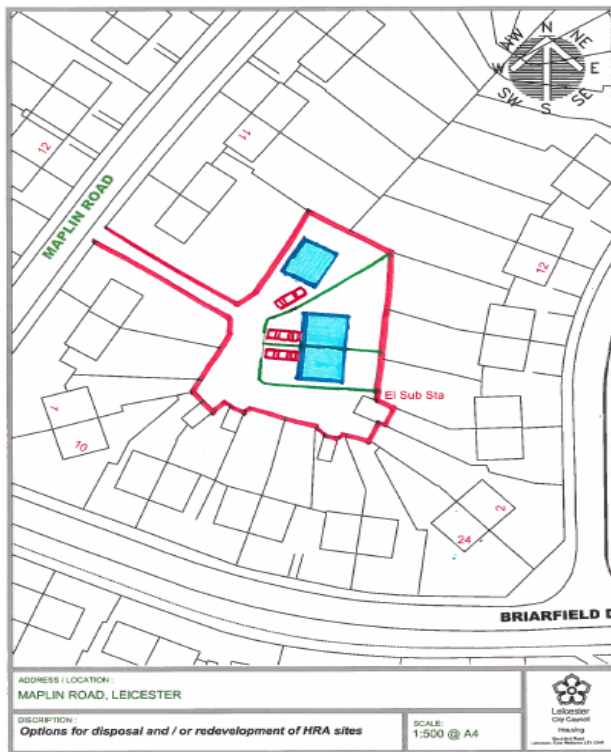 N
NW
NE
W
E
SW
SE
S
11
12
MAPLIN ROAD
12
El Sub Sta
1
10
2
24
BRIARFIELD D
ADDRESS / LOCATION :
MAPLIN ROAD, LEICESTER
DISCRIPTION :
Options for disposal and / or redevelopment of HRA sites
SCALE:
1:500 @ A4
Leicester
City Council
Housing